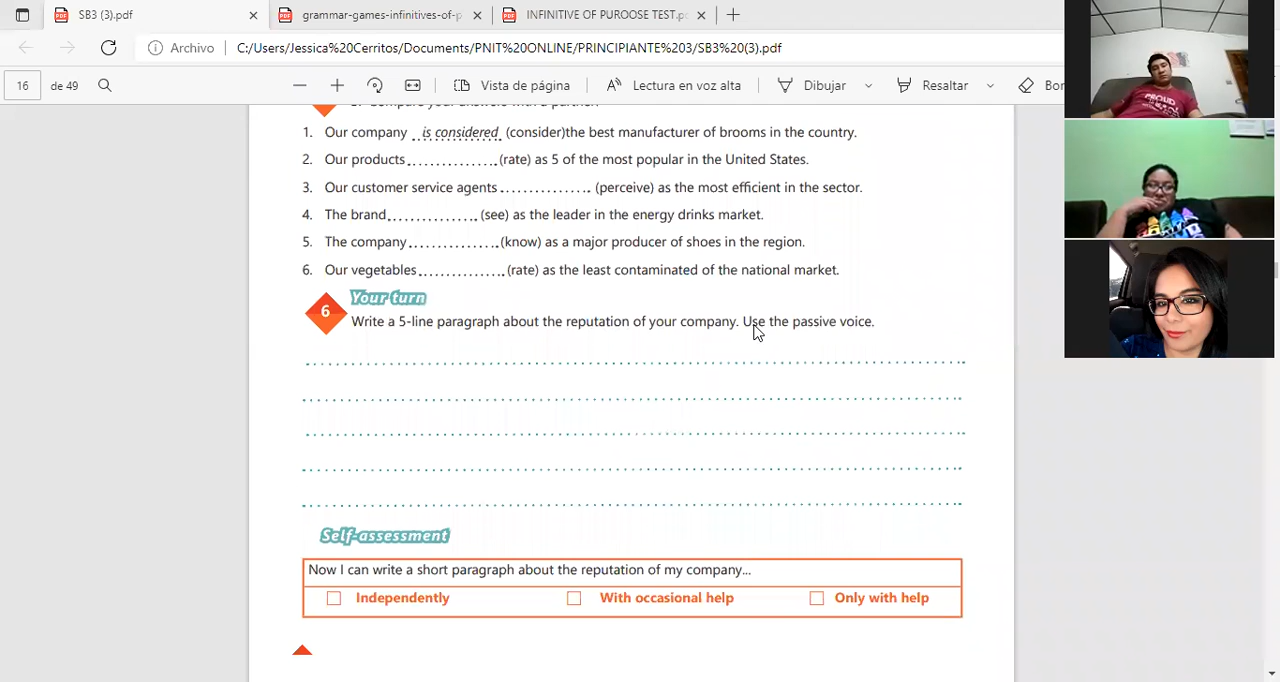 SB3 (3).pdf
grammar-games-infinitives-of-p
INFINITIVE OF PUROOSE TEST.pd
Archivo
C:/Users/Jessica%20Cerritos/Documents/PNIT%20ONLINE/PRINCIPIANTE%203/SB3%20(3).pdf
16 de 49
Vista de página
Lectura en voz alta
Dibujar
Resaltar
Bor
1. Our company is considered (consider)the best manufacturer of brooms in the country.
2. Our products..............(rate) as 5 of the most popular in the United States.
3. Our customer service agents .............. (perceive) as the most efficient in the sector.
4. The brand..............(see) as the leader in the energy drinks market.
5. The company..............(know) as a major producer of shoes in the region.
6. Our vegetables..............(rate) as the least contaminated of the national market.
6
Your turn
Write a 5-line paragraph about the reputation of your company. Use the passive voice.
Self-assessment
Now I can write a short paragraph about the reputation of my company...
Independently
With occasional help
Only with help